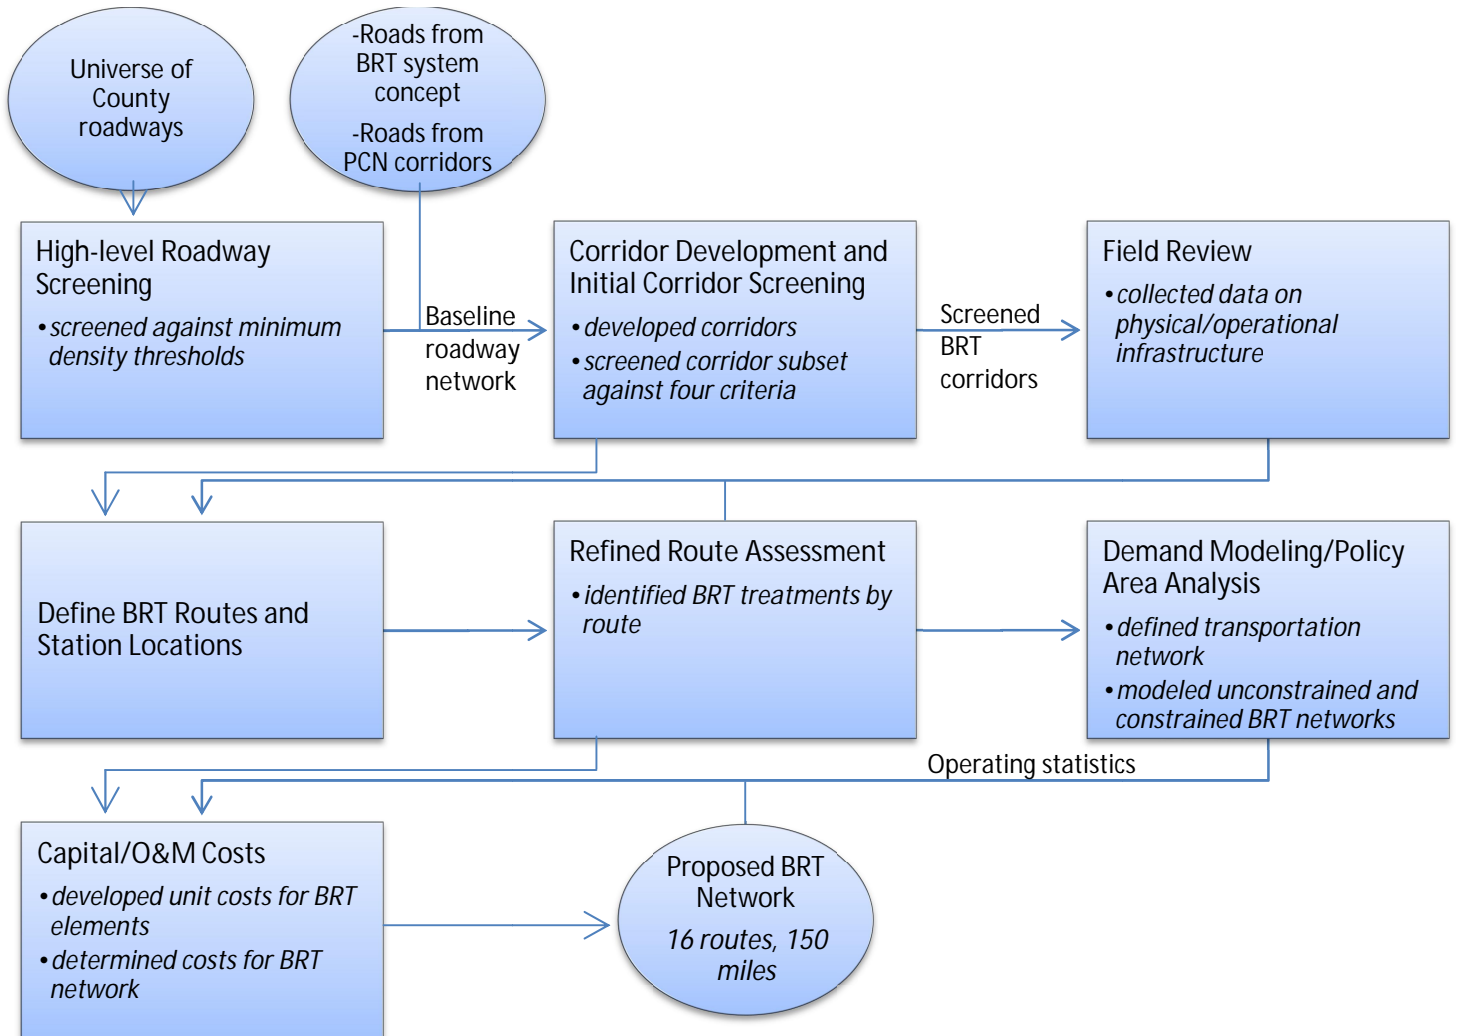 Universe of
County
roadways
-Roads from
BRT system
concept
-Roads from
PCN corridors
High-level Roadway
Screening
•screened against minimum
density thresholds
Baseline
roadway
network
Corridor Development and
Initial Corridor Screening
•developed corridors
•screened corridor subset
against four criteria
Screened
BRT
corridors
Field Review
•collected data on
physical/operational
infrastructure
Define BRT Routes and
Station Locations
Refined Route Assessment
•identified BRT treatments by
route
Demand Modeling/Policy
Area Analysis
•defined transportation
network
•modeled unconstrained and
constrained BRT networks
Operating statistics
Capital/O&M Costs
•developed unit costs for BRT
elements
•determined costs for BRT
network
Proposed BRT
Network
16 routes, 150
miles